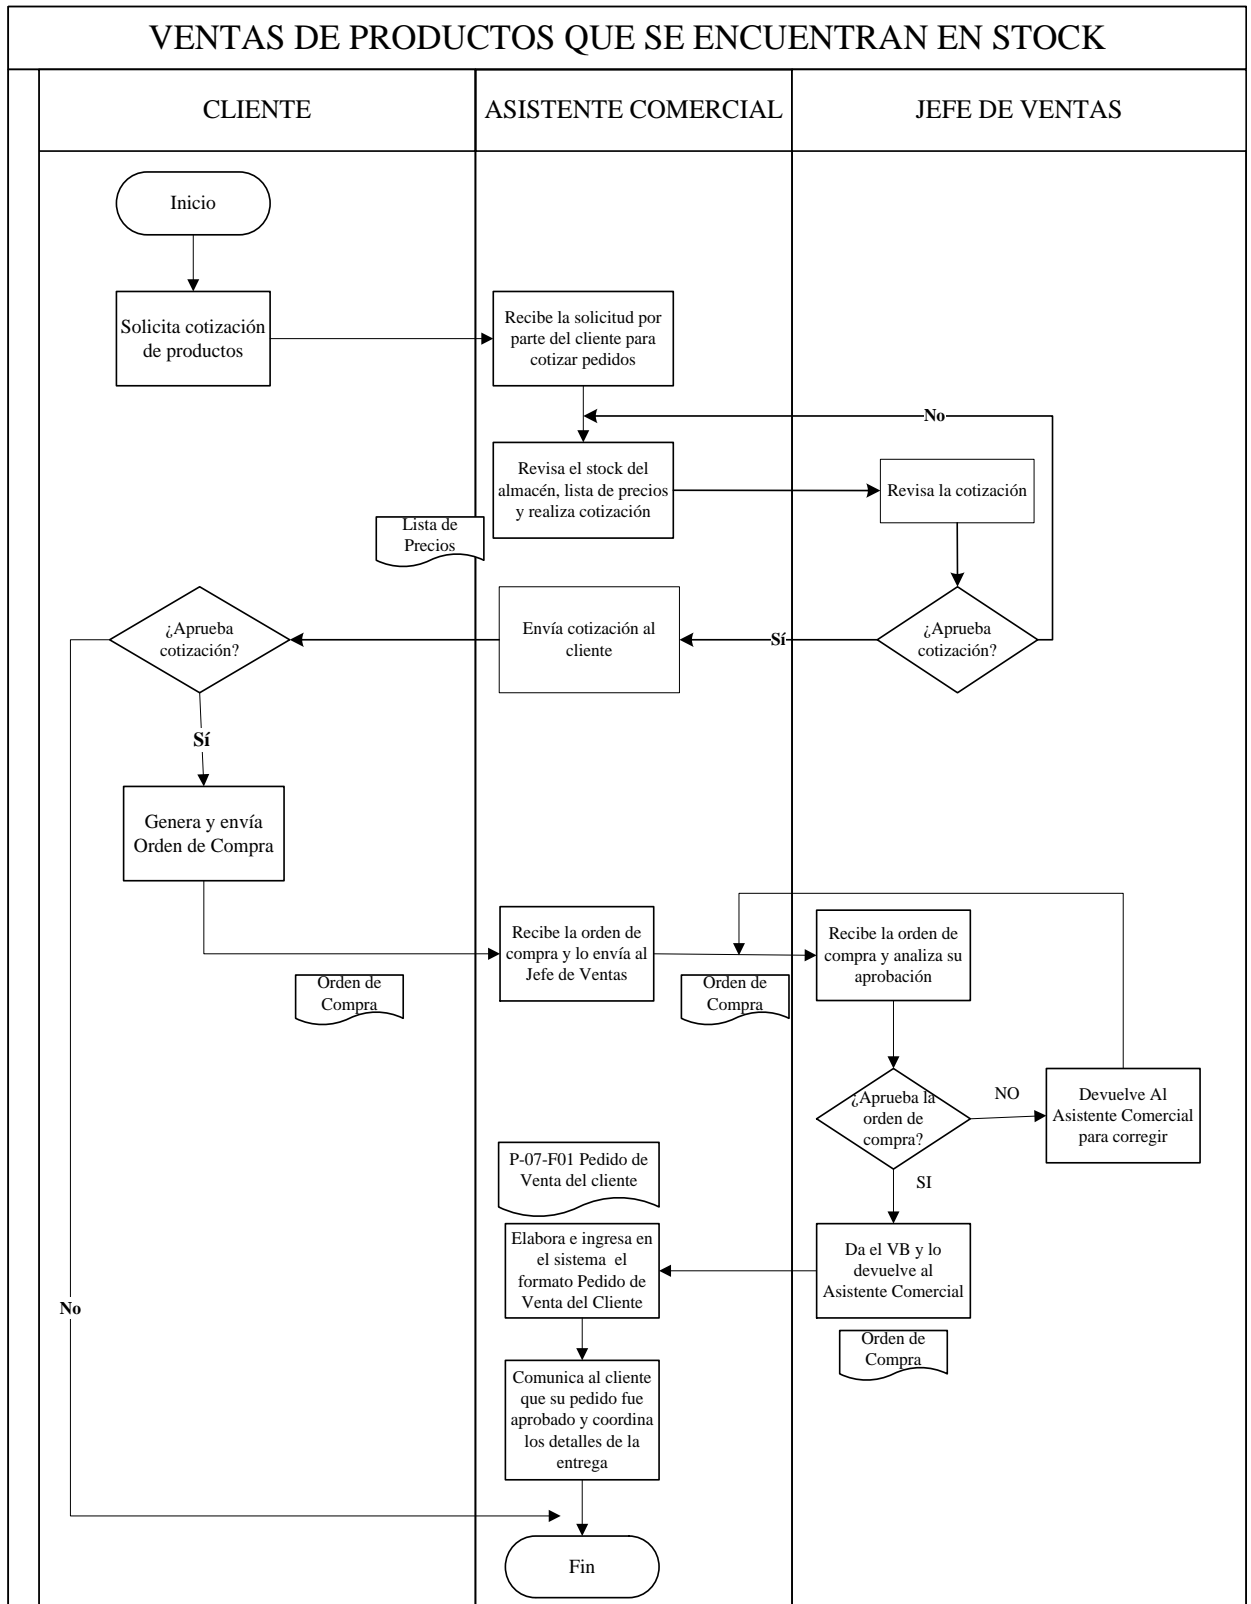 VENTAS DE PRODUCTOS QUE SE ENCUENTRAN EN STOCK
CLIENTE
ASISTENTE COMERCIAL
JEFE DE VENTAS
Inicio
Solicita cotización
de productos
Recibe la solicitud por
parte del cliente para
cotizar pedidos
No
Revisa el stock del
almacén, lista de precios
y realiza cotización
Revisa la cotización
Lista de
Precios
¿Aprueba
cotización?
Envía cotización al
cliente
Sí
¿Aprueba
cotización?
Sí
Genera y envía
Orden de Compra
Recibe la orden de
compra y lo envía al
Jefe de Ventas
Recibe la orden de
compra y analiza su
aprobación
Orden de
Compra
Orden de
Compra
¿Aprueba la
orden de
compra?
NO
Devuelve Al
Asistente Comercial
para corregir
SI
P-07-F01 Pedido de
Venta del cliente
Elabora e ingresa en
el sistema el
formato Pedido de
Venta del Cliente
Da el VB y lo
devuelve al
Asistente Comercial
No
Orden de
Compra
Comunica al cliente
que su pedido fue
aprobado y coordina
los detalles de la
entrega
Fin